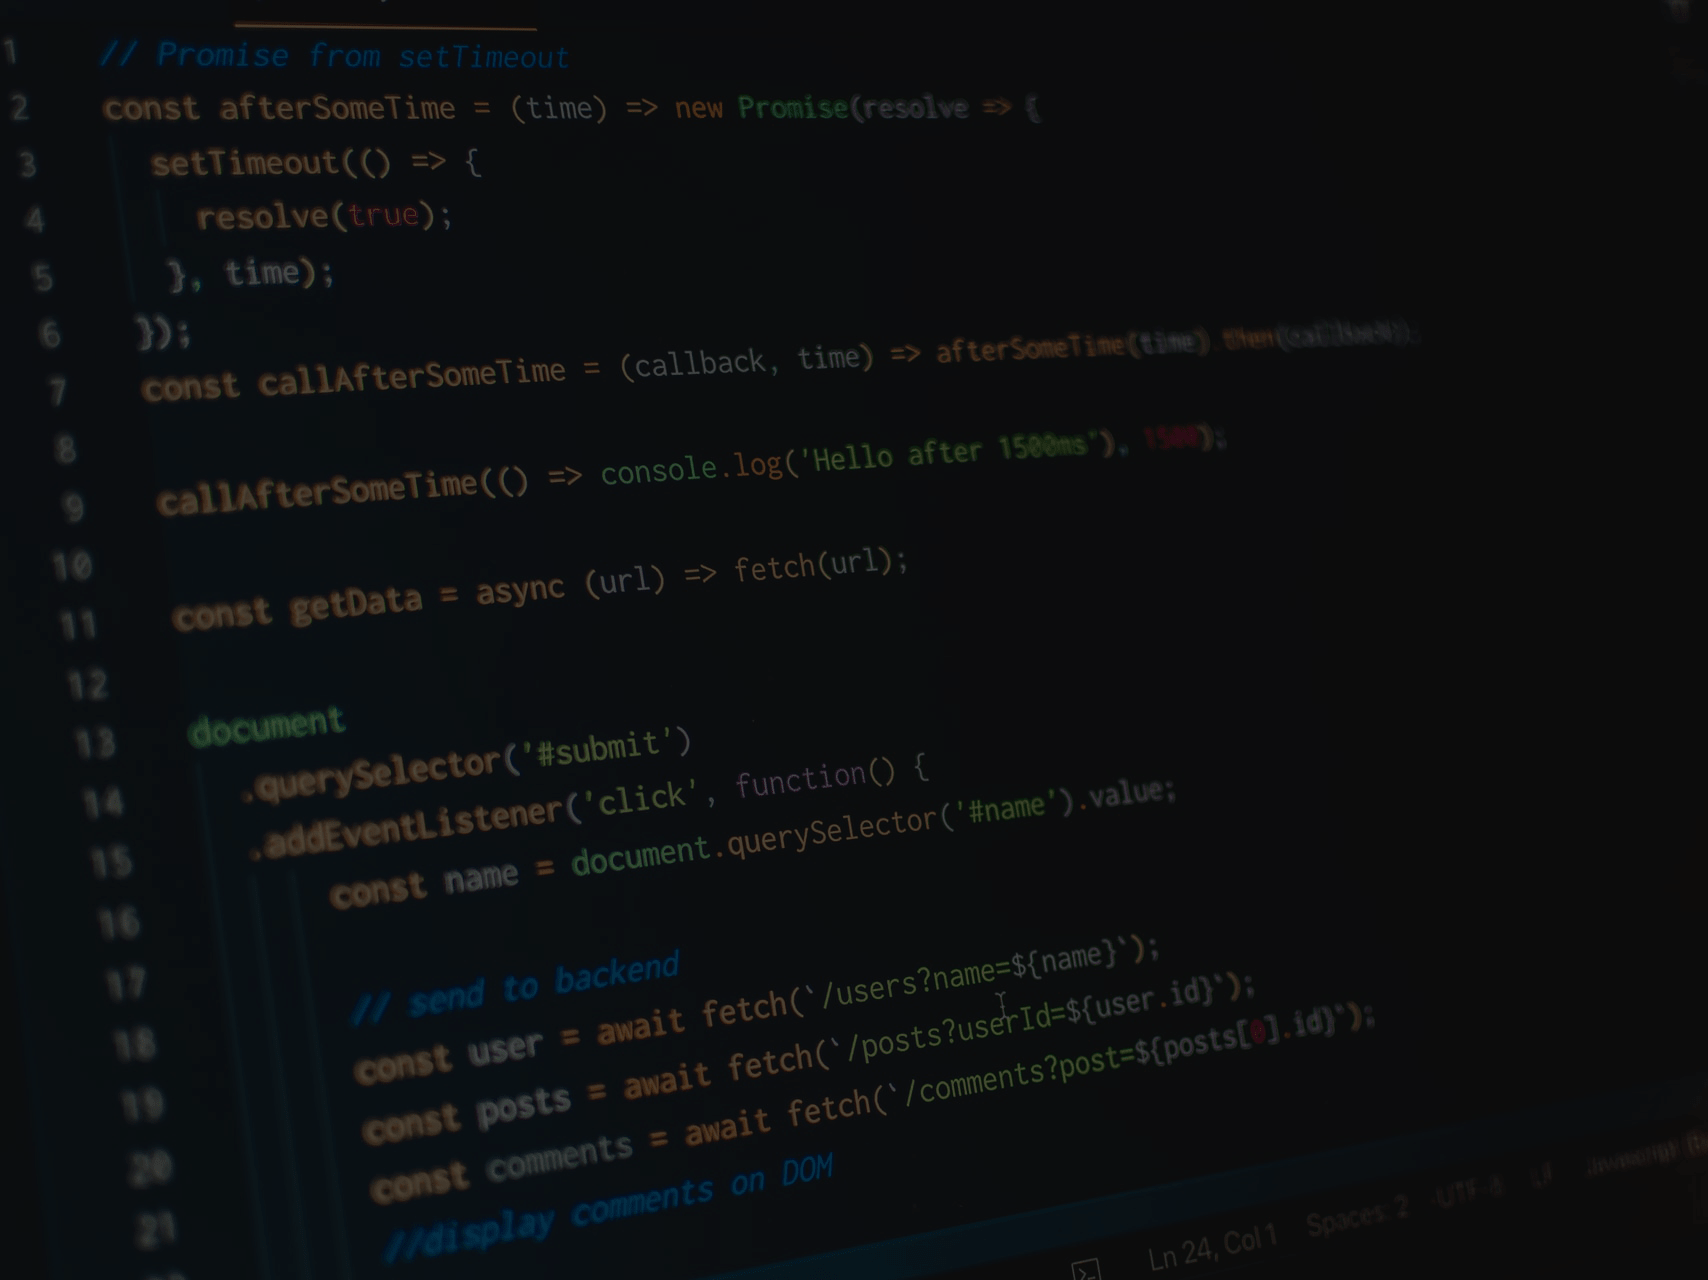 1 // Promise from setTimeout
2 const afterSomeTime = (time) => new Promise(resolve => {
3 setTimeout(() => {
4 resolve(true);
5 }, time);
6 });
7 const callAfterSomeTime = (callback, time) => afterSomeTime(time).then(callback);
8
9 callAfterSomeTime(() => console.log('Hello after 1500ms'), 1500);
10
11 const getData = async (url) => fetch(url);
12
13 document
14 .querySelector('#submit')
15 .addEventListener('click', function() {
16 const name = document.querySelector('#name').value;
17
18 // send to backend
19 const user = await fetch(`/users?name=${name}`);
20 const posts = await fetch(`/posts?userId=${user.id}`);
21 const comments = await fetch(`/comments?post=${posts[0].id}`);
//display comments on DOM
Ln 24, Col 1 Spaces: 2 UTF-8 LF Javascript